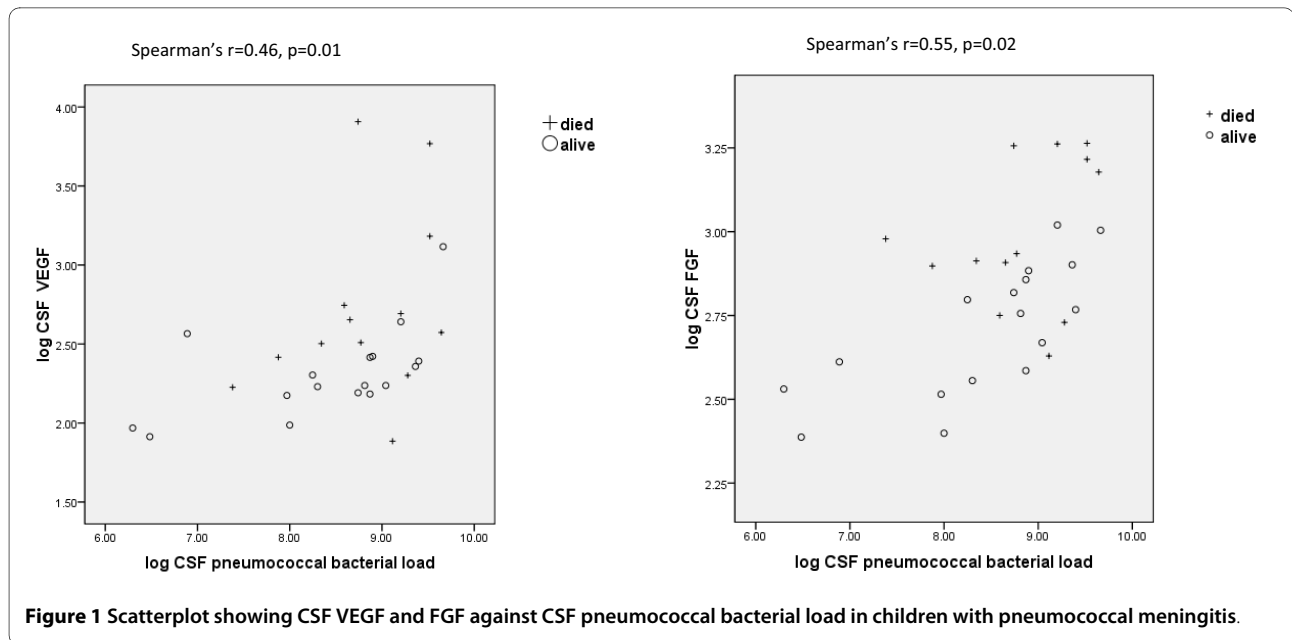 Spearman's r=0.46, p=0.01
4.00
3.50
3.00
2.50
2.00
1.50
log CSF VEGF
6.00 7.00 8.00 9.00 10.00
log CSF pneumococcal bacterial load
died
alive
Spearman's r=0.55, p=0.02
3.25
3.00
2.75
2.50
2.25
log CSF FGF
6.00 7.00 8.00 9.00 10.00
log CSF pneumococcal bacterial load
died
alive
Figure 1 Scatterplot showing CSF VEGF and FGF against CSF pneumococcal bacterial load in children with pneumococcal meningitis.